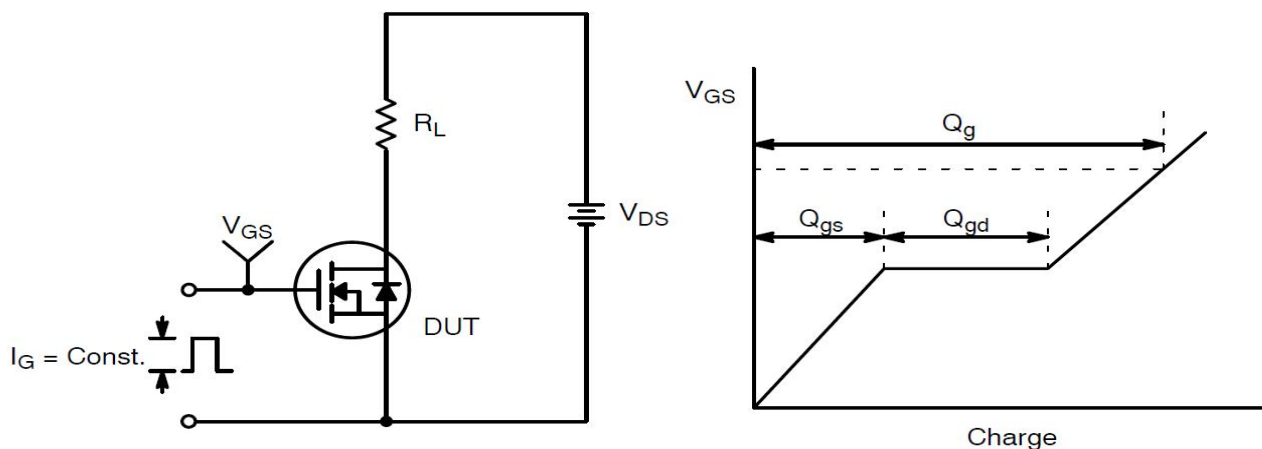 R_L
V_GS
V_DS
DUT
I_G = Const.
V_GS
Q_g
Q_gs
Q_gd
Charge